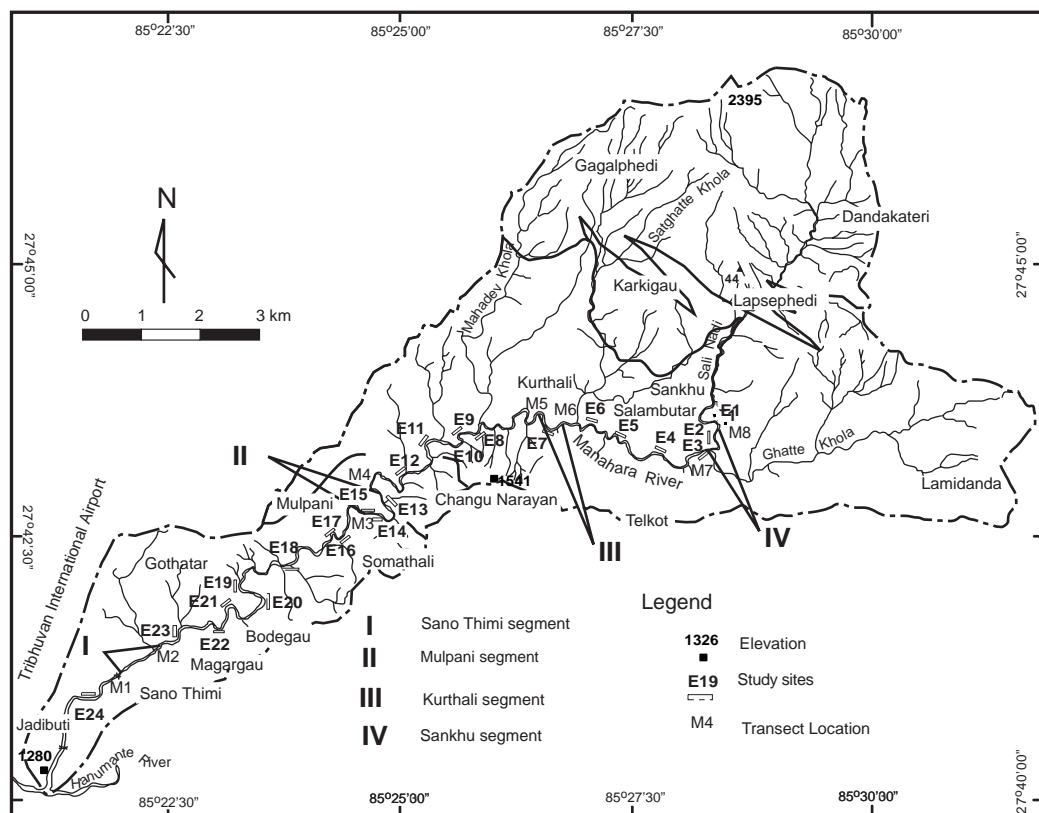 85°22'30"
85°25'00"
85°27'30"
85°30'00"
2395
Gagalphedi
Satghatte Khola
Dandakateri
N
27°45'00"
27°45'00"
Mahadev Khola
Karkigau
44
Lapsephedi
0 1 2 3 km
Sali Nadi
Kurthali
Sankhu
M5
M6
E6
Salambutar
E1
E9
E11
E8
E7
E5
E2
M8
E10
E4
E3
M7
Ghatte Khola
Manahara River
II
E12
M4
1541
Lamidanda
E15
Changu Narayan
Mulpani
E13
M3
E14
Telkot
E17
E16
III
IV
Tribhuvan International Airport
27°42'30"
27°42'30"
Gothatar
E18
Somathali
E19
E21
E20
Legend
I
E23
E22
Bodegau
M2
Magargau
M1
Sano Thimi
E24
Jadibuti
1280
Hanumante River
I Sano Thimi segment
II Mulpani segment
III Kurthali segment
IV Sankhu segment
1326 Elevation
E19 Study sites
M4 Transect Location
27°40'00"
27°40'00"
85°22'30"
85°25'00"
85°27'30"
85°30'00"